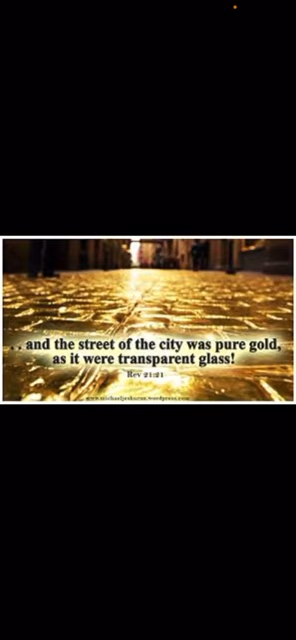 . . and the street of the city was pure gold,
as it were transparent glass!
Rev 21:21